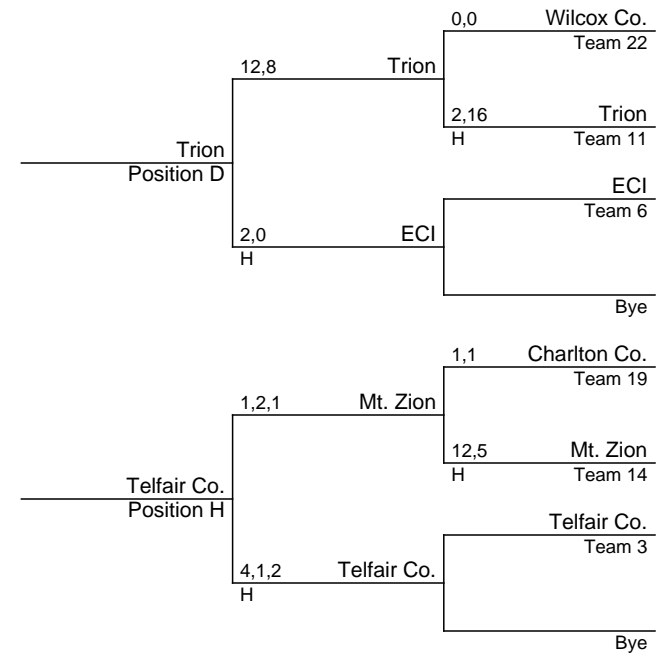 0,0 Wilcox Co.
Team 22
12,8 Trion
2,16 Trion
H Team 11
Trion
Position D
ECI
Team 6
2,0 ECI
H
Bye
1,1 Charlton Co.
Team 19
1,2,1 Mt. Zion
12,5 Mt. Zion
H Team 14
Telfair Co.
Position H
Telfair Co.
Team 3
4,1,2 Telfair Co.
H
Bye